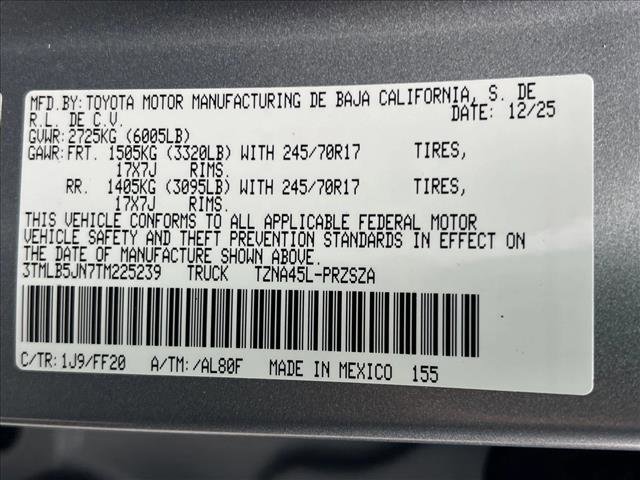 MFD.BY: TOYOTA MOTOR MANUFACTURING DE BAJA CALIFORNIA, S. DE
R.L. DE C.V. DATE: 12/25
GVWR: 2725KG (6005LB)
GAWR: FRT. 1505KG (3320LB) WITH 245/70R17 TIRES,
17X7J RIMS.
RR. 1405KG (3095LB) WITH 245/70R17 TIRES,
17X7J RIMS.
THIS VEHICLE CONFORMS TO ALL APPLICABLE FEDERAL MOTOR
VEHICLE SAFETY AND THEFT PREVENTION STANDARDS IN EFFECT ON
THE DATE OF MANUFACTURE SHOWN ABOVE.
3TMLB5JN7TM225239 TRUCK TZNA45L-PRZSZA
C/TR: 1J9/FF20 A/TM: /AL80F MADE IN MEXICO 155